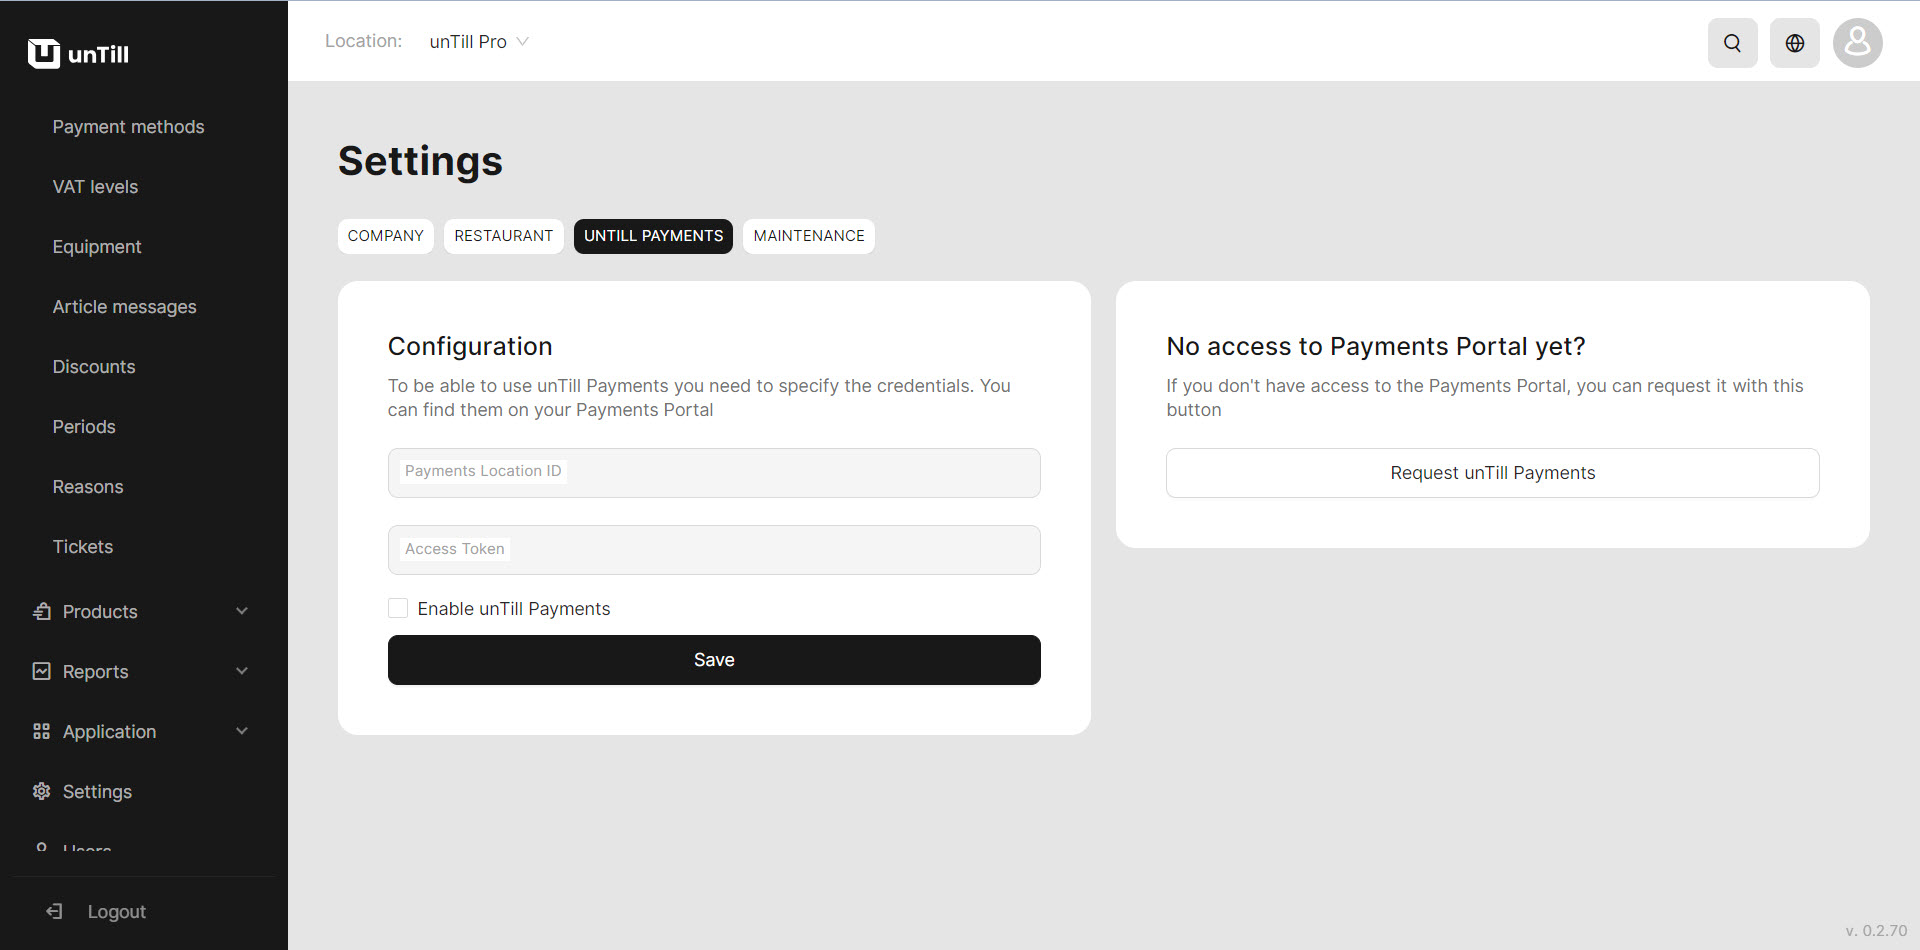 unTill
Location: unTill Pro
Payment methods
VAT levels
Equipment
Article messages
Discounts
Periods
Reasons
Tickets
Products
Reports
Application
Settings
Users
Logout
Settings
COMPANY RESTAURANT UNTILL PAYMENTS MAINTENANCE
Configuration
To be able to use unTill Payments you need to specify the credentials. You
can find them on your Payments Portal
Payments Location ID
Access Token
Enable unTill Payments
Save
No access to Payments Portal yet?
If you don't have access to the Payments Portal, you can request it with this
button
Request unTill Payments
v. 0.2.70